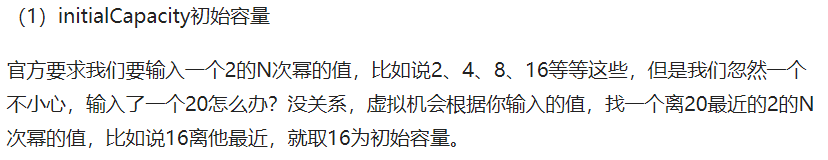 （1）initialCapacity初始容量
官方要求我们要输入一个2的N次幂的值，比如说2、4、8、16等等这些，但是我们忽然一个
不小心，输入了一个20怎么办？没关系，虚拟机会根据你输入的值，找一个离20最近的2的N
次幂的值，比如说16离他最近，就取16为初始容量。